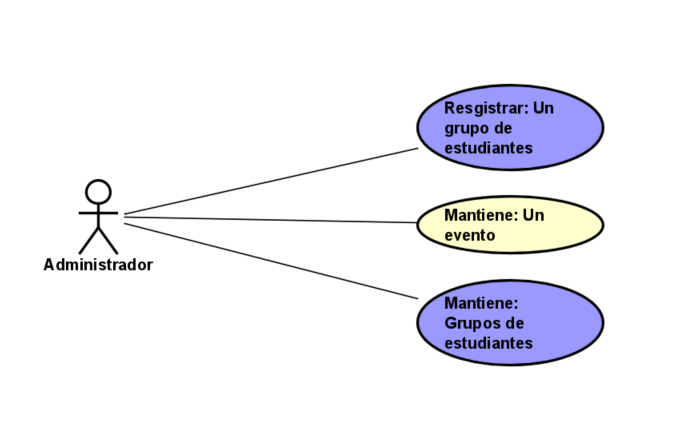 Resgistrar: Un
grupo de
estudiantes
Mantiene: Un
evento
Administrador
Mantiene:
Grupos de
estudiantes